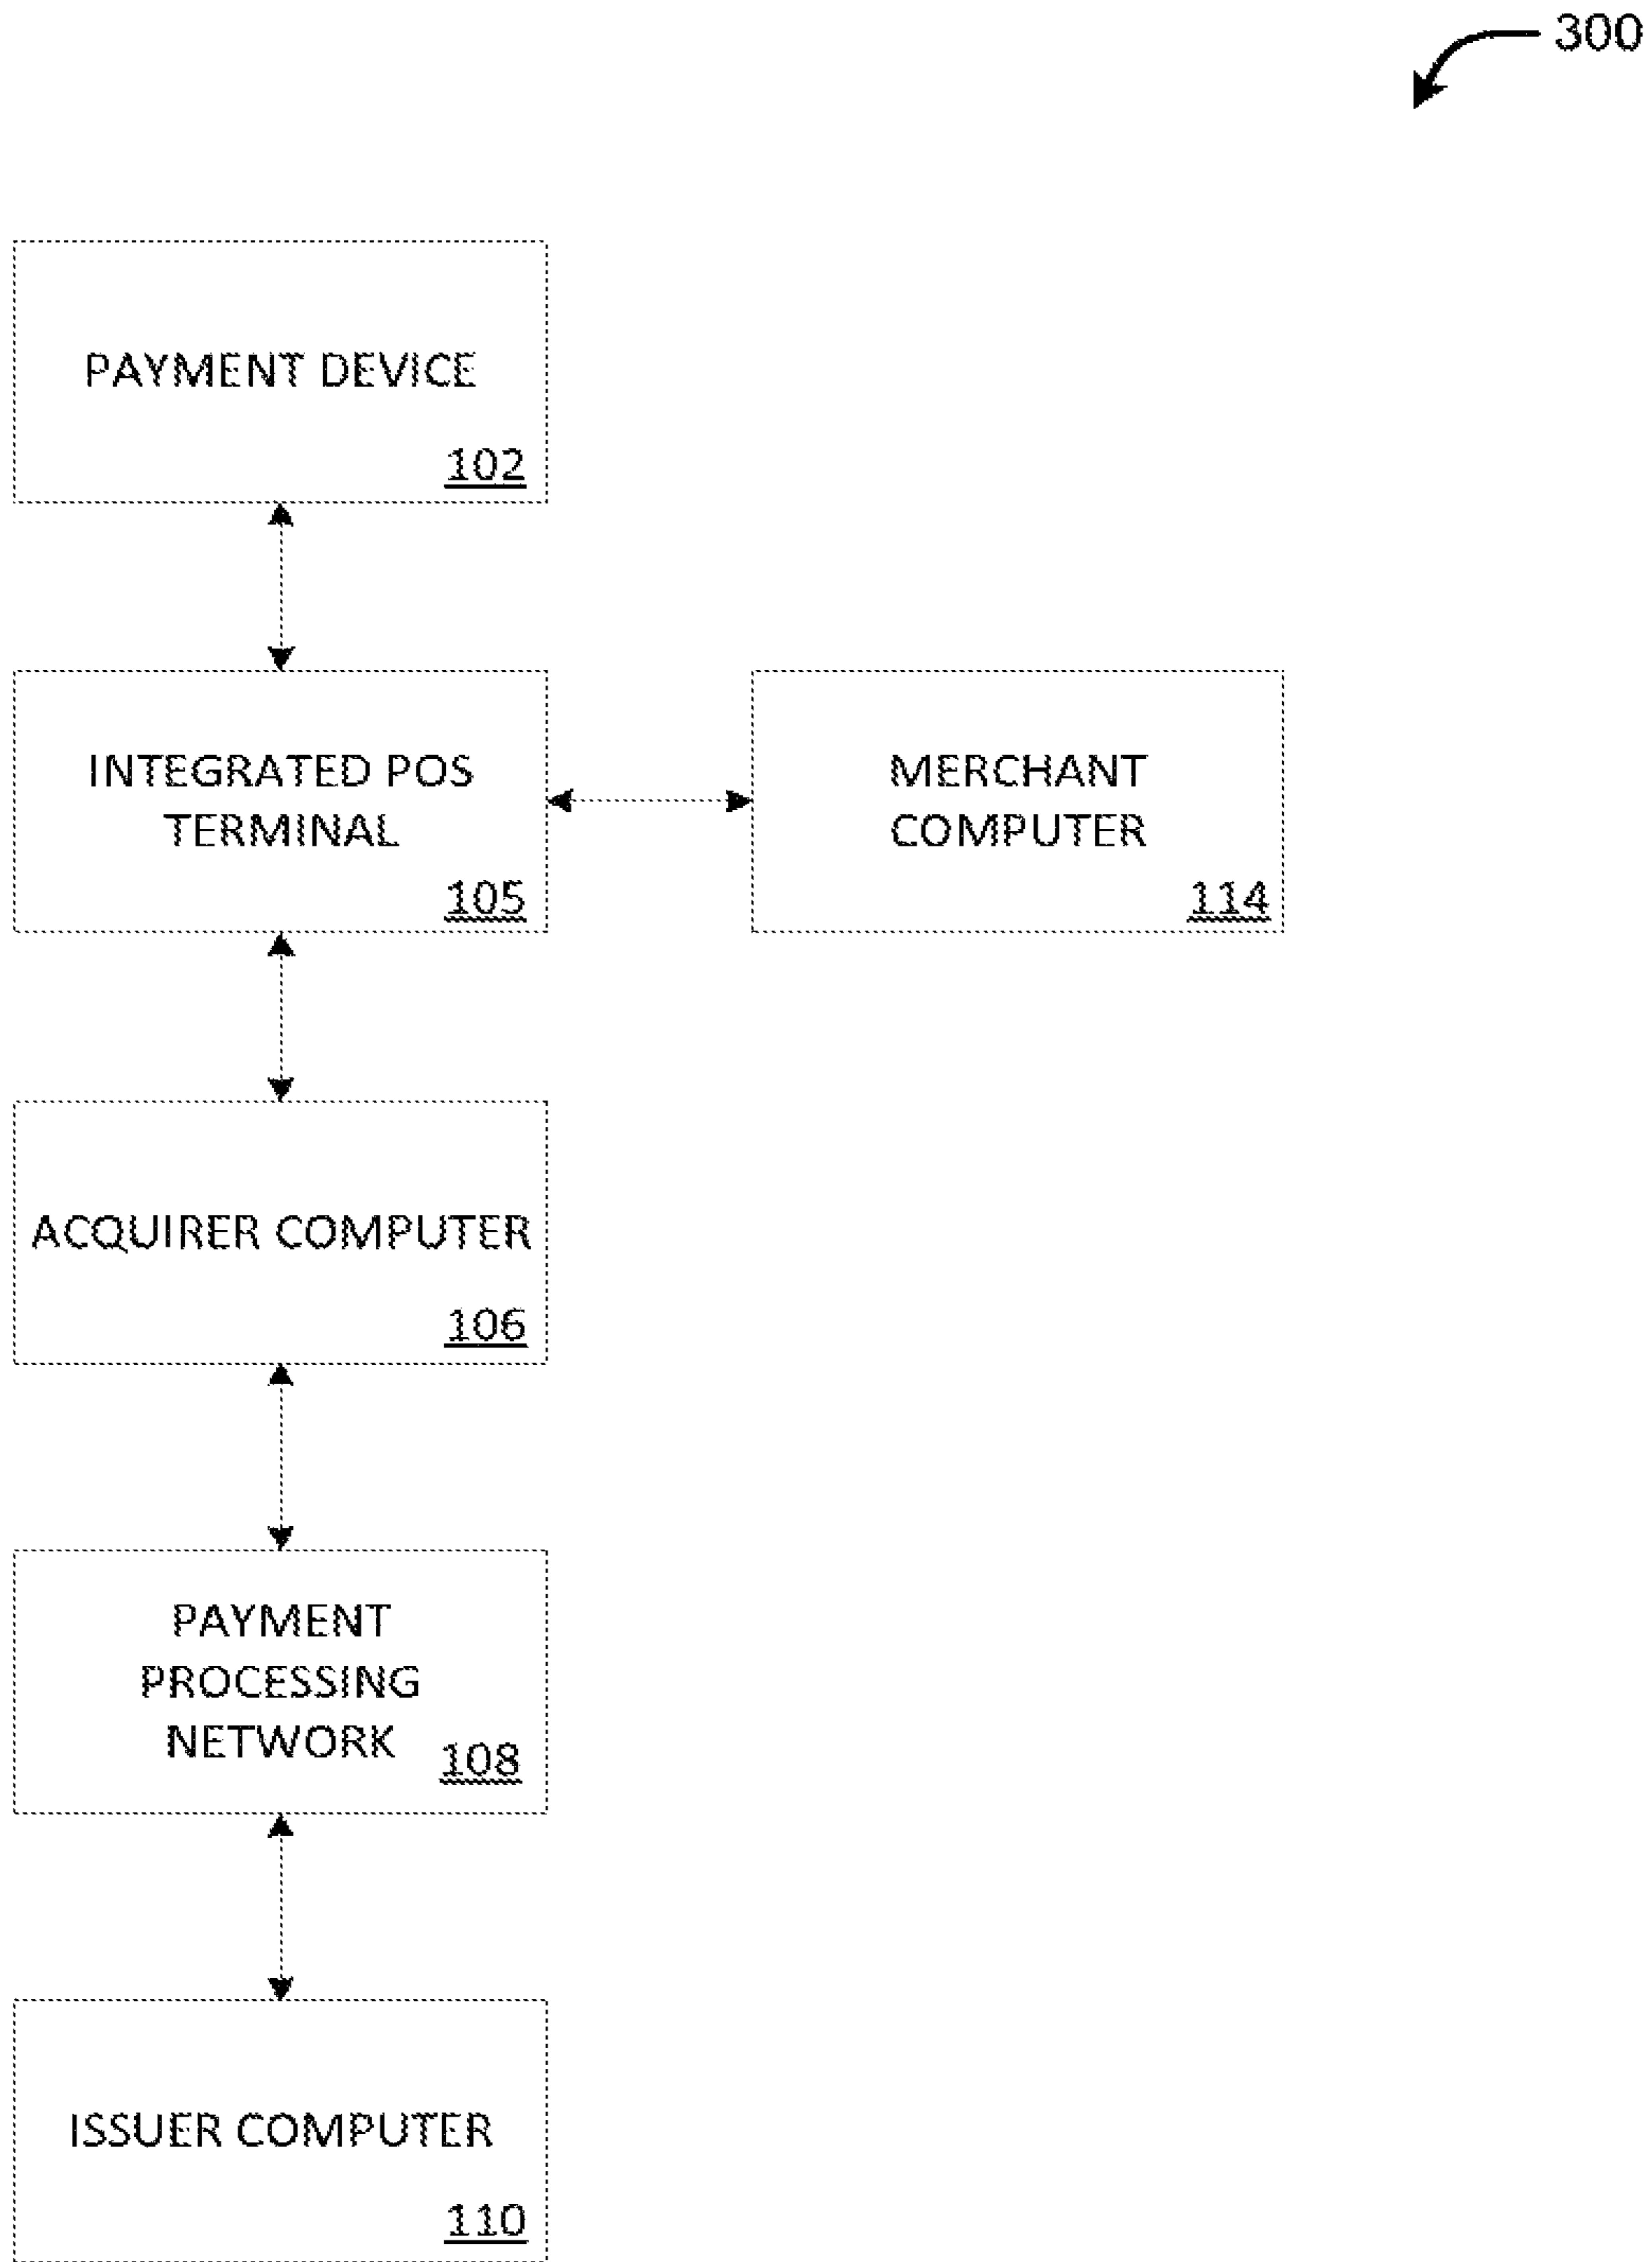 300
PAYMENT DEVICE
102
INTEGRATED POS
TERMINAL
105
MERCHANT
COMPUTER
114
ACQUIRER COMPUTER
106
PAYMENT
PROCESSING
NETWORK
108
ISSUER COMPUTER
110